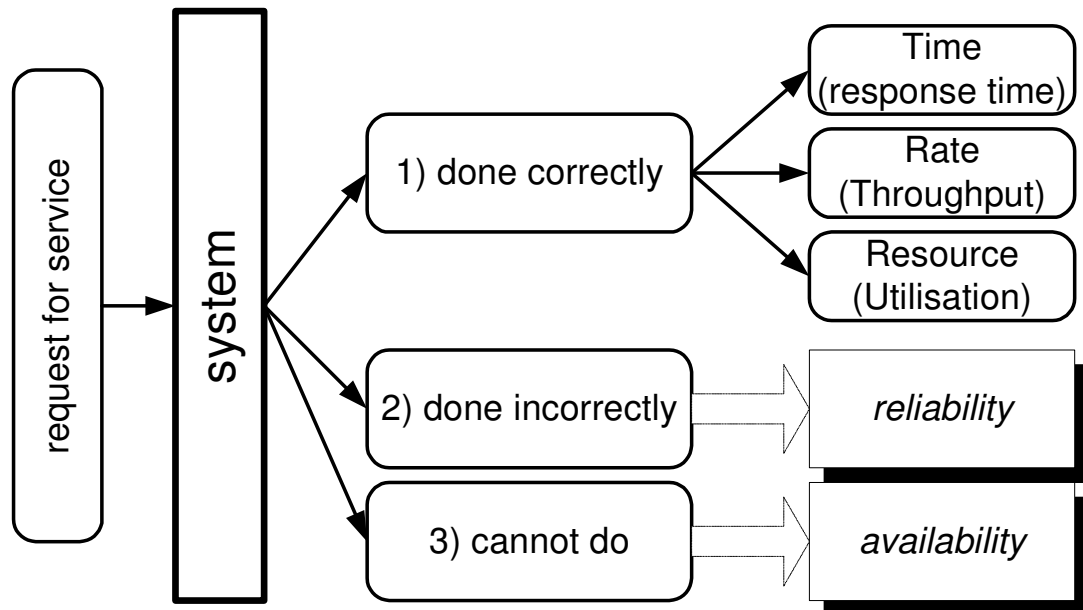 request for service
system
1) done correctly
Time
(response time)
Rate
(Throughput)
Resource
(Utilisation)
2) done incorrectly
reliability
3) cannot do
availability